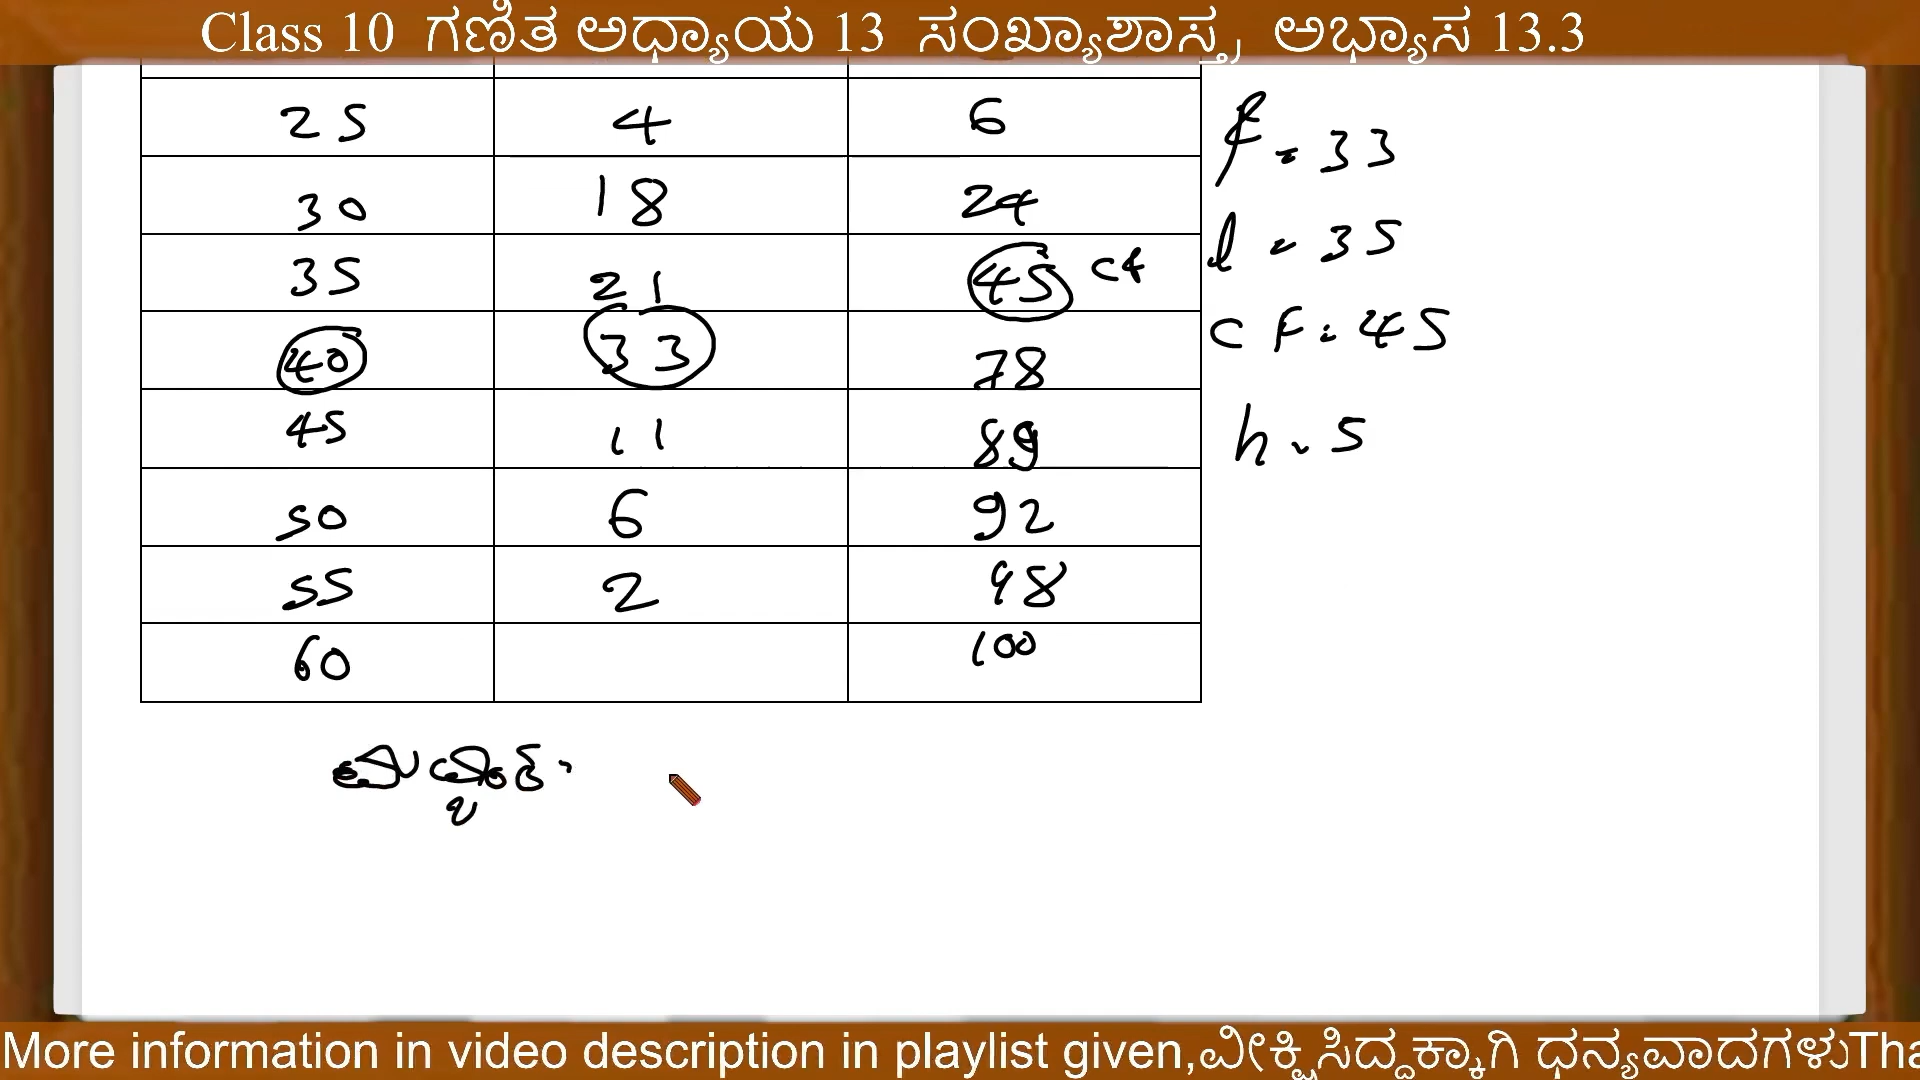 Class 10 ಗಣಿತ ಅಧ್ಯಾಯ 13 ಸಂಖ್ಯಾಶಾಸ್ತ್ರ, ಅಭ್ಯಾಸ 13.3
25 4 6
30 18 24
35 21 45 cf
40 33 78
45 11 89
50 6 92
55 2 98
60 100
f = 33
l = 35
cf = 45
h = 5
ಮಧ್ಯಾಂಕ =
More information in video description in playlist given,ವೀಕ್ಷಿಸಿದ್ದಕ್ಕಾಗಿ ಧನ್ಯವಾದಗಳುTha